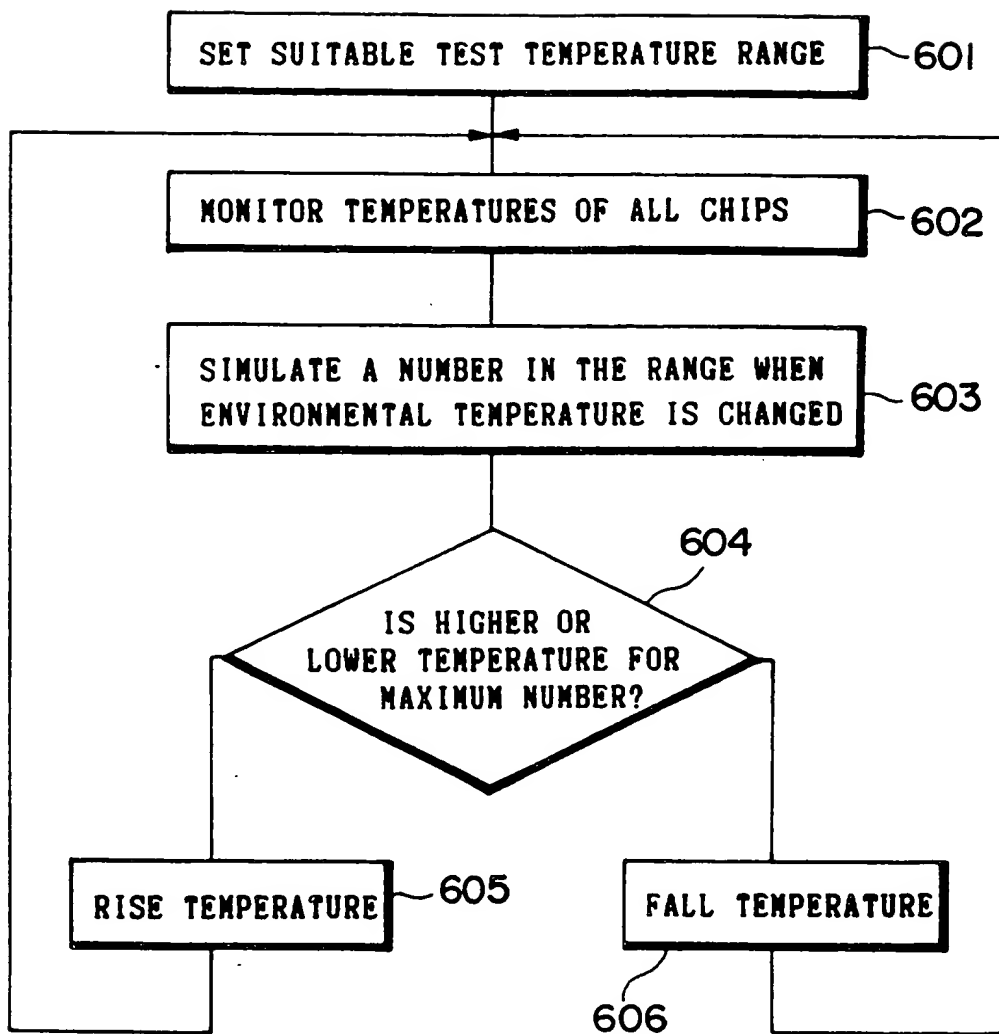 SET SUITABLE TEST TEMPERATURE RANGE
601
MONITOR TEMPERATURES OF ALL CHIPS
602
SIMULATE A NUMBER IN THE RANGE WHEN
ENVIRONMENTAL TEMPERATURE IS CHANGED
603
604
IS HIGHER OR
LOWER TEMPERATURE FOR
MAXIMUM NUMBER?
RISE TEMPERATURE
605
FALL TEMPERATURE
606